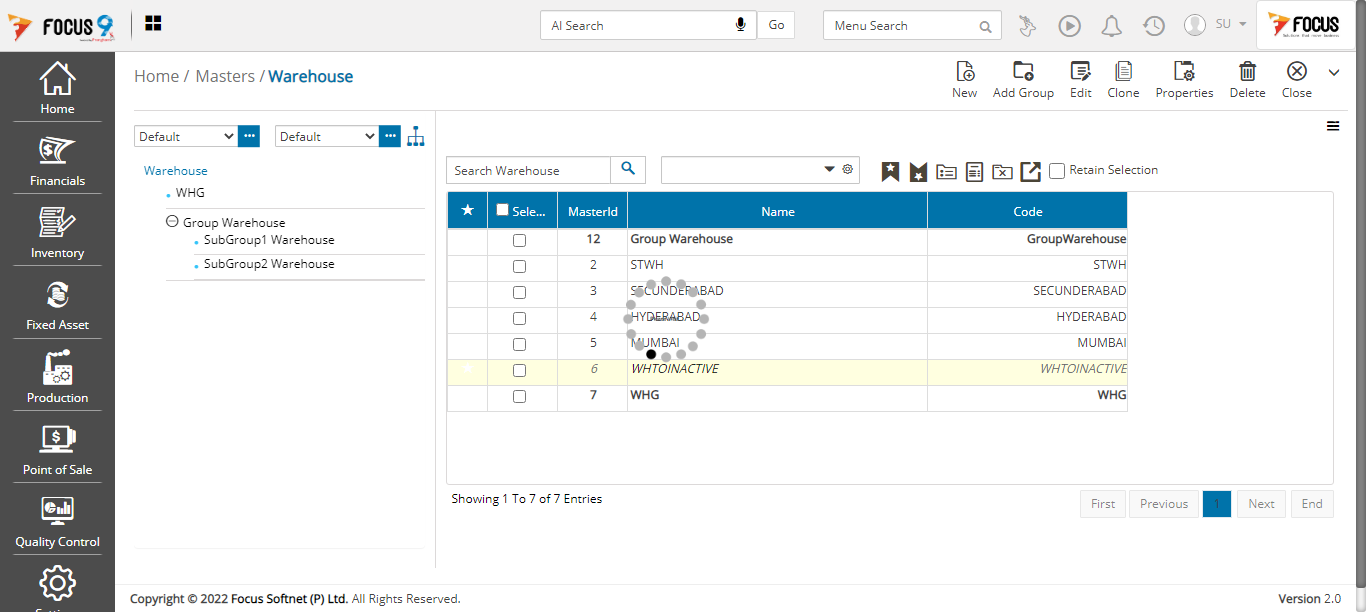 FOCUS 9
AI Search
Go
Menu Search
SU
FOCUS
Home
Financials
Inventory
Fixed Asset
Production
Point of Sale
Quality Control
Home / Masters / Warehouse
New
Add Group
Edit
Clone
Properties
Delete
Close
Default
Default
Warehouse
WHG
Group Warehouse
SubGroup1 Warehouse
SubGroup2 Warehouse
Search Warehouse
Retain Selection
Sele... MasterId Name Code
12 Group Warehouse GroupWarehouse
2 STWH STWH
3 SECUNDERABAD SECUNDERABAD
4 HYDERABAD HYDERABAD
5 MUMBAI MUMBAI
6 WHTOINACTIVE WHTOINACTIVE
7 WHG WHG
Showing 1 To 7 of 7 Entries
First Previous 1 Next End
Copyright © 2022 Focus Softnet (P) Ltd. All Rights Reserved.
Version 2.0